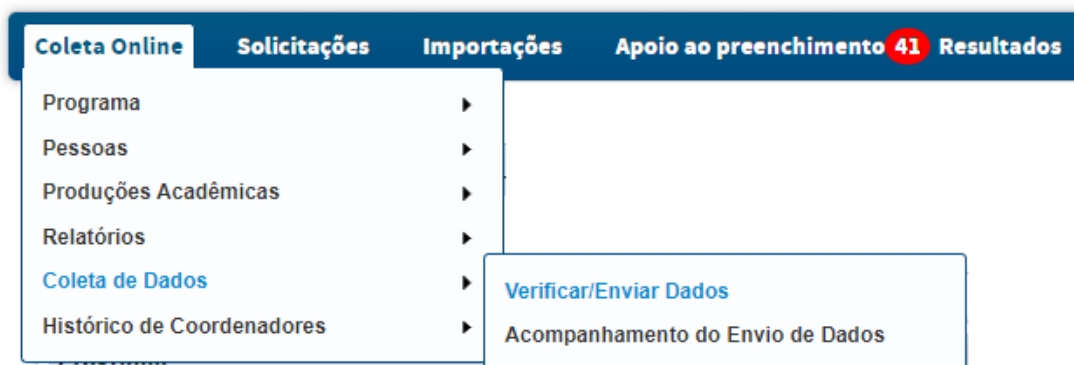 Coleta Online Solicitações Importações Apoio ao preenchimento 41 Resultados
Programa
Pessoas
Produções Acadêmicas
Relatórios
Coleta de Dados
Verificar/Enviar Dados
Histórico de Coordenadores
Acompanhamento do Envio de Dados